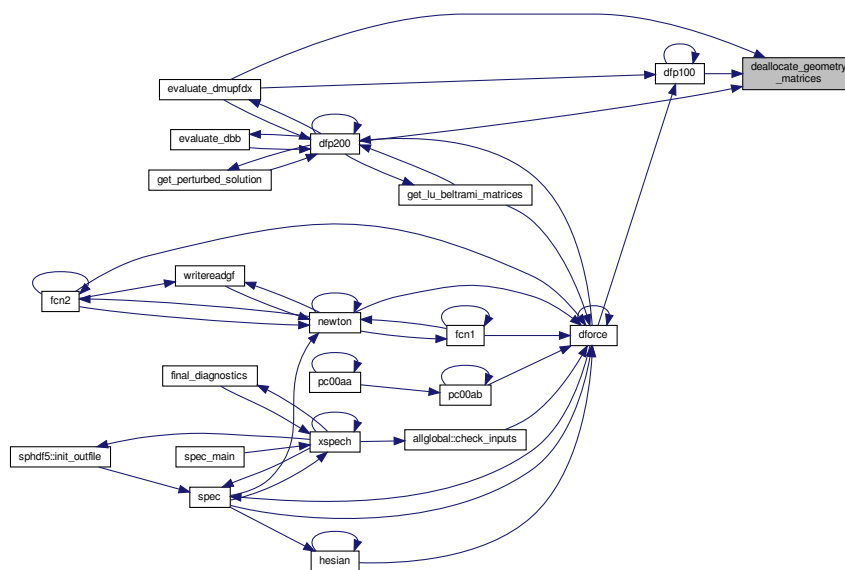 deallocate_geometry
_matrices
dfp100
evaluate_dmupfdx
evaluate_dbb
dfp200
get_perturbed_solution
get_lu_beltrami_matrices
writereadgf
fcn2
newton
fcn1
dforce
final_diagnostics
pc00aa
pc00ab
xspech
allglobal::check_inputs
sphdf5::init_outfile
spec_main
spec
hesian